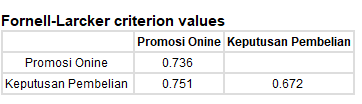 Fornell-Larcker criterion values
Promosi Onine Keputusan Pembelian
Promosi Onine 0.736
Keputusan Pembelian 0.751 0.672